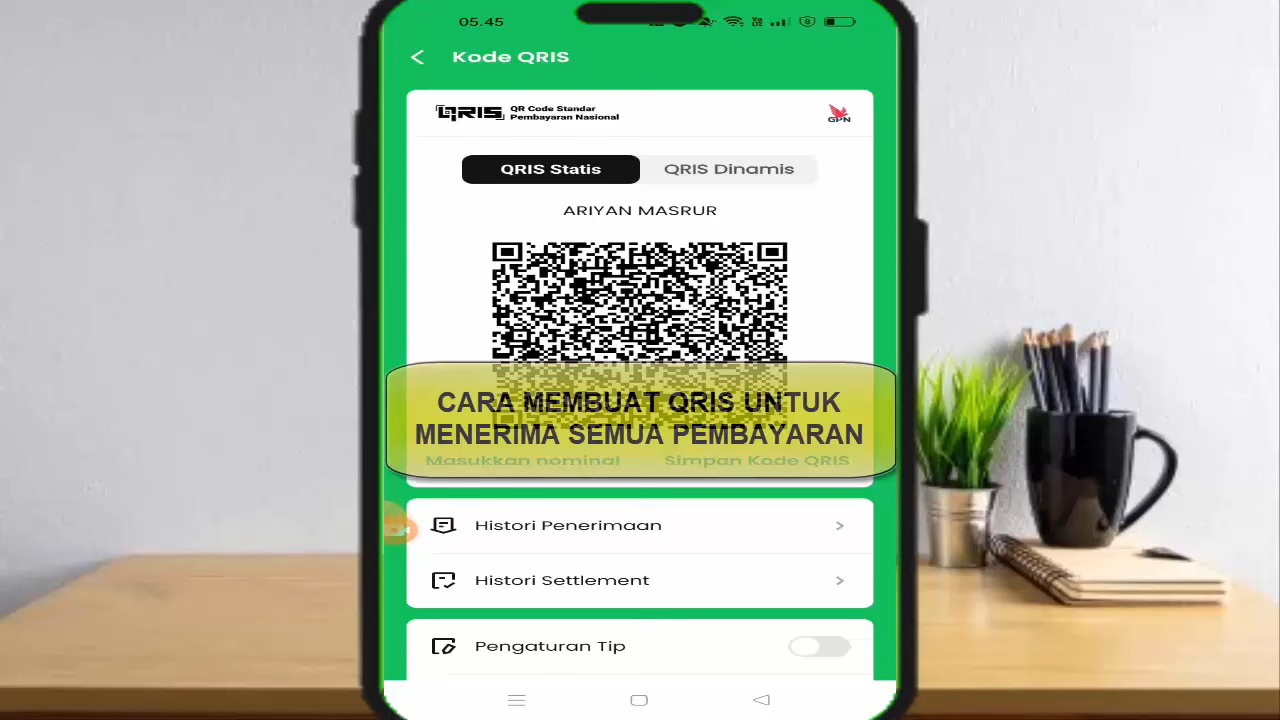 05.45
Kode QRIS
QRIS QR Code Standar
Pembayaran Nasional
GPN
QRIS Statis QRIS Dinamis
ARIYAN MASRUR
CARA MEMBUAT QRIS UNTUK
MENERIMA SEMUA PEMBAYARAN
Masukkan nominal Simpan Kode QRIS
Histori Penerimaan
Histori Settlement
Pengaturan Tip